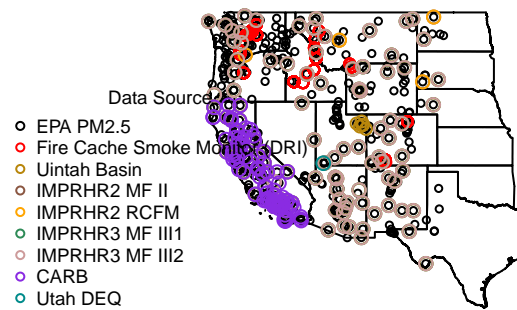 Data Source
EPA PM2.5
Fire Cache Smoke Monitor (DRI)
Uintah Basin
IMPRHR2 MF II
IMPRHR2 RCFM
IMPRHR3 MF III1
IMPRHR3 MF III2
CARB
Utah DEQ